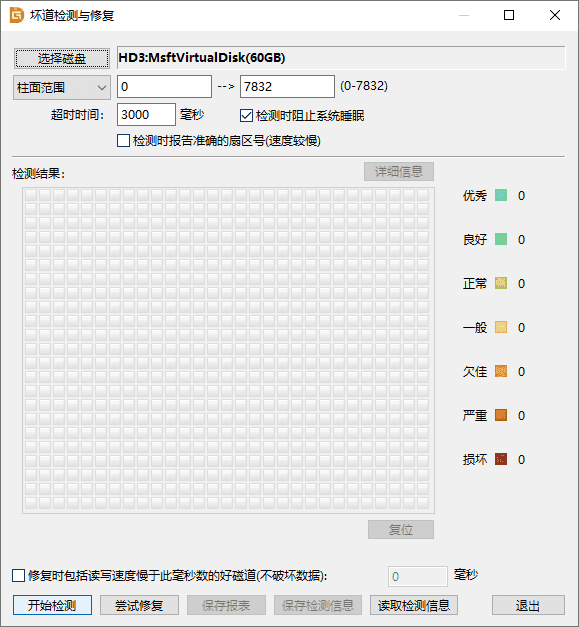 坏道检测与修复
选择磁盘 HD3:MsftVirtualDisk(60GB)
柱面范围 0 --> 7832 (0-7832)
超时时间: 3000 毫秒 检测时阻止系统睡眠
检测时报告准确的扇区号(速度较慢)
检测结果: 详细信息
优秀 0
良好 0
正常 0
一般 0
欠佳 0
严重 0
损坏 0
复位
修复时包括读写速度慢于此毫秒数的好磁道(不破坏数据): 0 毫秒
开始检测 尝试修复 保存报表 保存检测信息 读取检测信息 退出